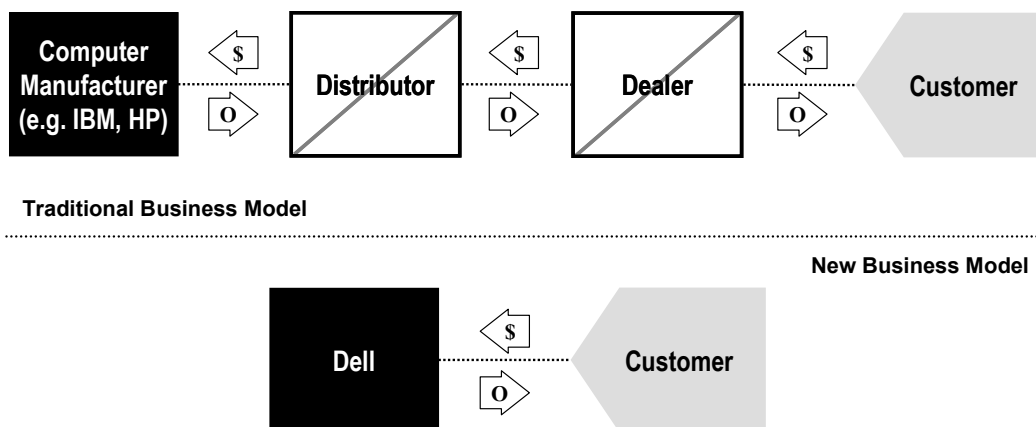 Computer
Manufacturer
(e.g. IBM, HP)
$
O
Distributor
$
O
Dealer
$
O
Customer
Traditional Business Model
New Business Model
Dell
$
O
Customer